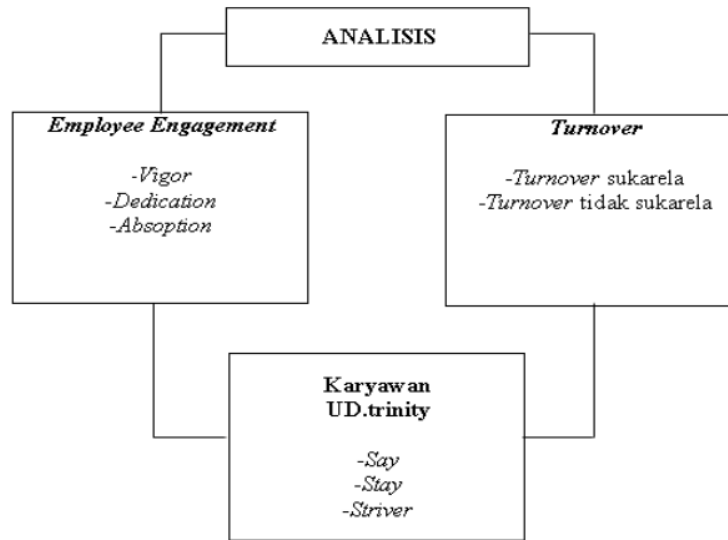 ANALISIS
Employee Engagement
-Vigor
-Dedication
-Absoption
Turnover
-Turnover sukarela
-Turnover tidak sukarela
Karyawan
UD.trinity
-Say
-Stay
-Striver